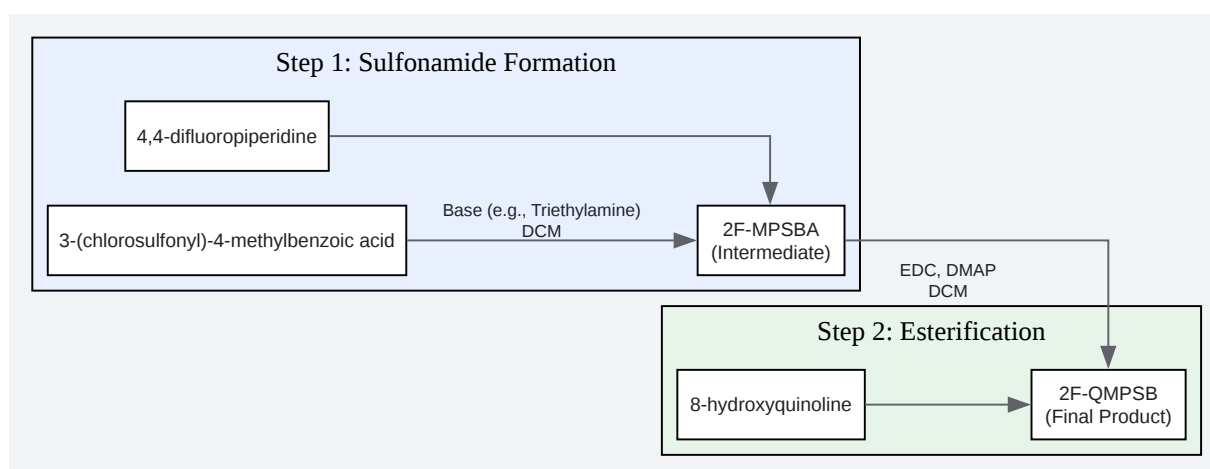 Step 1: Sulfonamide Formation
4,4-difluoropiperidine
3-(chlorosulfonyl)-4-methylbenzoic acid
Base (e.g., Triethylamine)
DCM
2F-MPSBA
(Intermediate)
EDC, DMAP
DCM
Step 2: Esterification
8-hydroxyquinoline
2F-QMPSB
(Final Product)